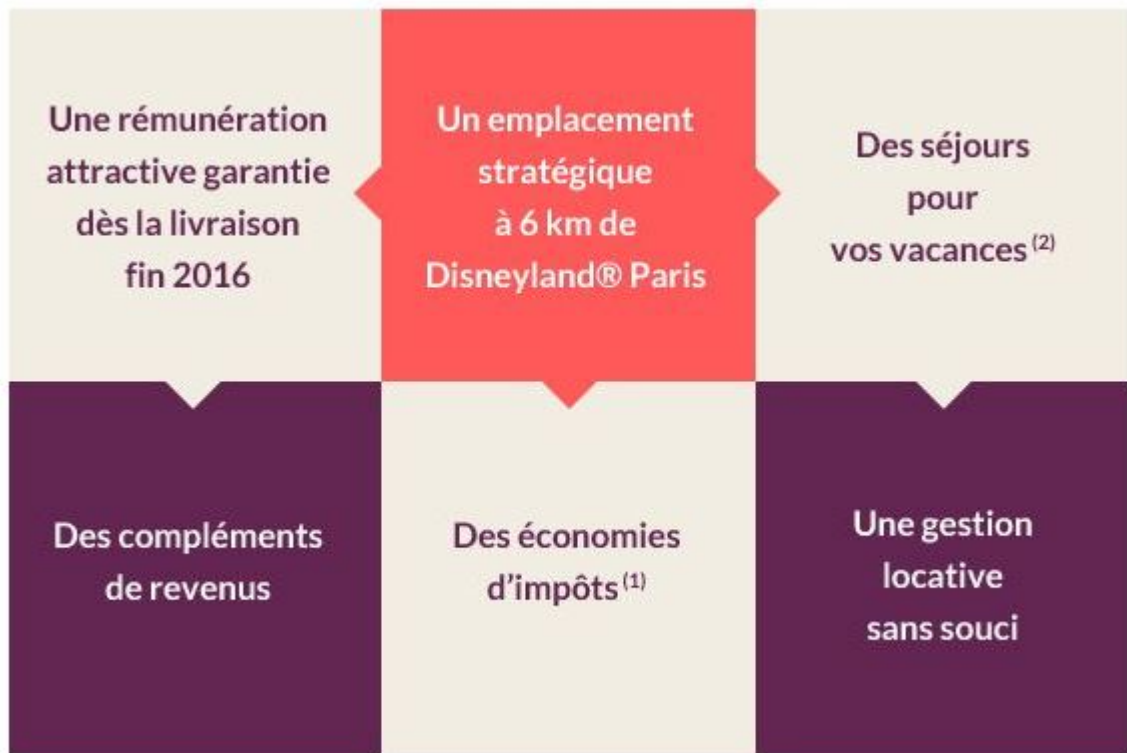 Une rémunération
attractive garantie
dès la livraison
fin 2016
Un emplacement
stratégique
à 6 km de
Disneyland® Paris
Des séjours
pour
vos vacances (2)
Des compléments
de revenus
Des économies
d’impôts (1)
Une gestion
locative
sans souci